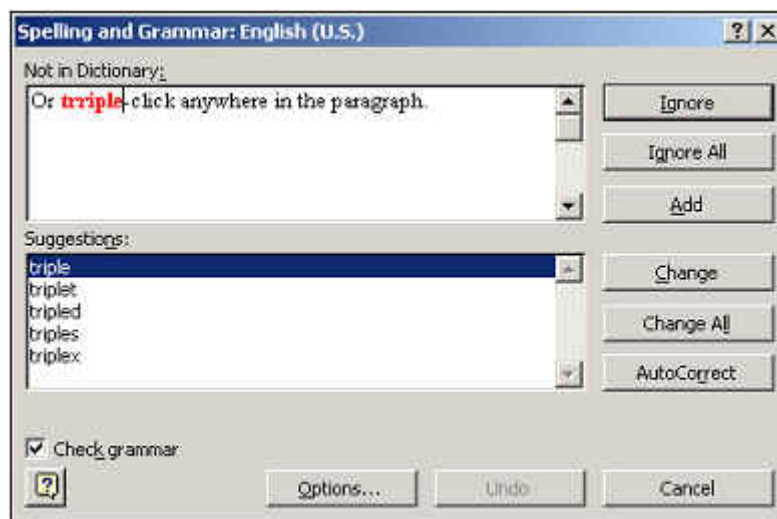 Spelling and Grammar: English (U.S.)
Not in Dictionary:
Or trriple-click anywhere in the paragraph.
Ignore
Ignore All
Add
Suggestions:
triple
triplet
tripled
triples
triplex
Change
Change All
AutoCorrect
Check grammar
Options...
Undo
Cancel